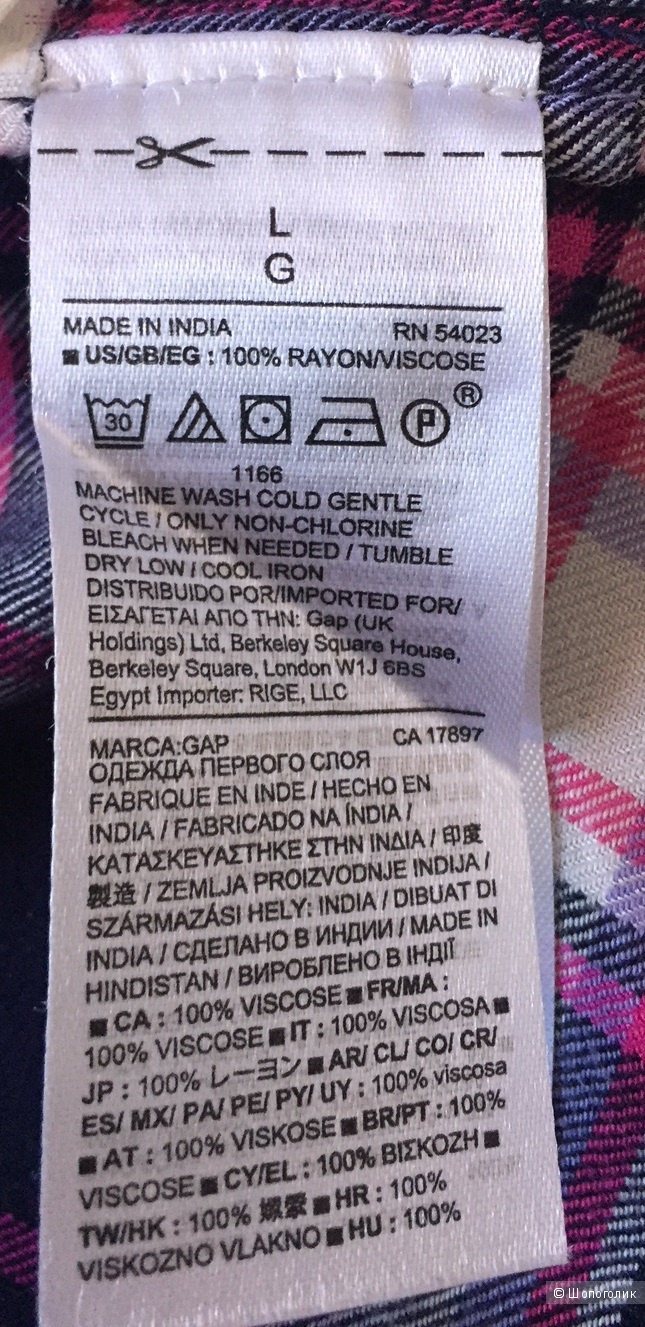 L
G
MADE IN INDIA RN 54023
■ US/GB/EG : 100% RAYON/VISCOSE
30 P ®
1166
MACHINE WASH COLD GENTLE
CYCLE / ONLY NON-CHLORINE
BLEACH WHEN NEEDED / TUMBLE
DRY LOW / COOL IRON
DISTRIBUIDO POR/IMPORTED FOR/
ΕΙΣΑΓΕΤΑΙ ΑΠΟ ΤΗΝ: Gap (UK
Holdings) Ltd, Berkeley Square House,
Berkeley Square, London W1J 6BS
Egypt Importer: RIGE, LLC
MARCA:GAP CA 17897
ОДЕЖДА ПЕРВОГО СЛОЯ
FABRIQUE EN INDE / HECHO EN
INDIA / FABRICADO NA ÍNDIA /
ΚΑΤΑΣΚΕΥΑΣΤΗΚΕ ΣΤΗΝ ΙΝΔΙΑ / 印度
製造 / ZEMLJA PROIZVODNJE INDIJA /
SZÁRMAZÁSI HELY: INDIA / DIBUAT DI
INDIA / СДЕЛАНО В ИНДИИ / MADE IN
HINDISTAN / ВИРОБЛЕНО В ІНДІЇ
■ CA : 100% VISCOSE ■ FR/MA :
100% VISCOSE ■ IT : 100% VISCOSA ■
JP : 100% レーヨン ■ AR/ CL/ CO/ CR/
ES/ MX/ PA/ PE/ PY/ UY : 100% viscosa
■ AT : 100% VISKOSE ■ BR/PT : 100%
VISCOSE ■ CY/EL : 100% ΒΙΣΚΟΖΗ ■
TW/HK : 100% 嫘縈 ■ HR : 100%
VISKOZNO VLAKNO ■ HU : 100%
© Шопоголик